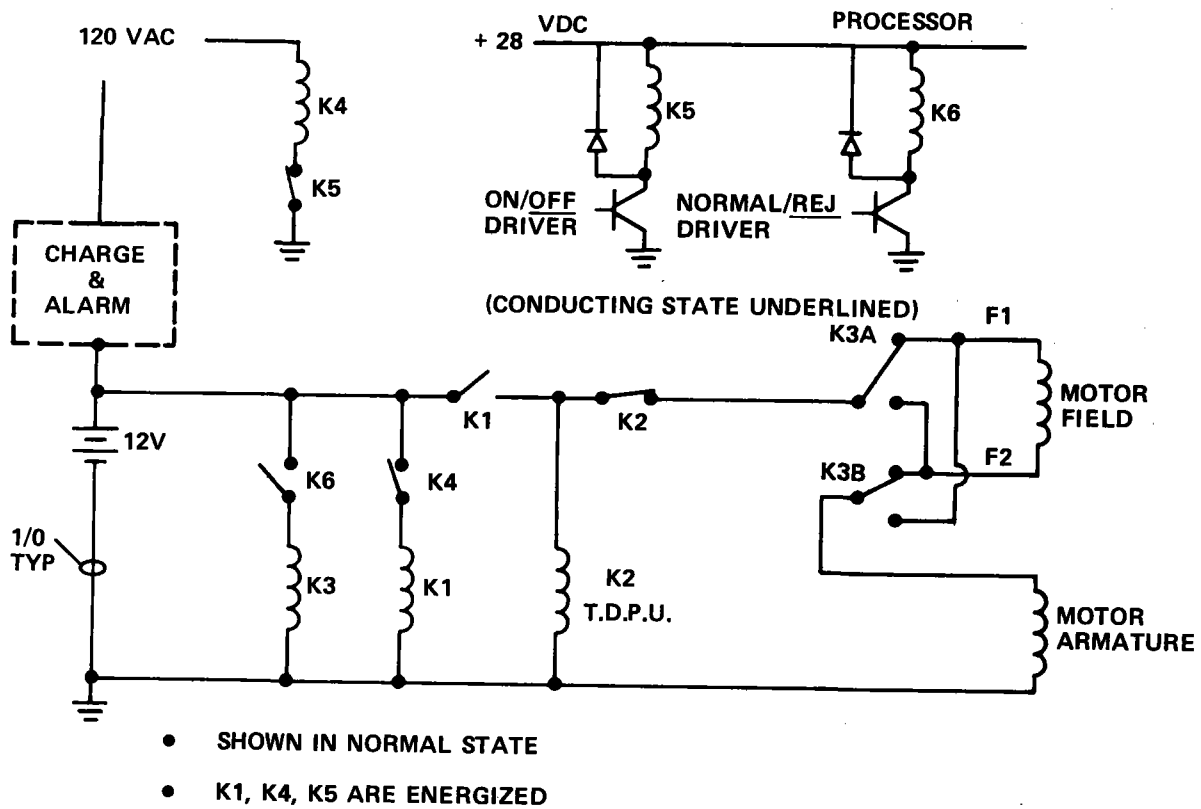 120 VAC
K4
K5
CHARGE
&
ALARM
+ 28 VDC
PROCESSOR
K5
K6
ON/OFF
DRIVER
NORMAL/REJ
DRIVER
(CONDUCTING STATE UNDERLINED)
K3A
F1
MOTOR
FIELD
K1
K2
12V
K6
K4
K3B
F2
1/0
TYP
K3
K1
K2
T.D.P.U.
MOTOR
ARMATURE
• SHOWN IN NORMAL STATE
• K1, K4, K5 ARE ENERGIZED